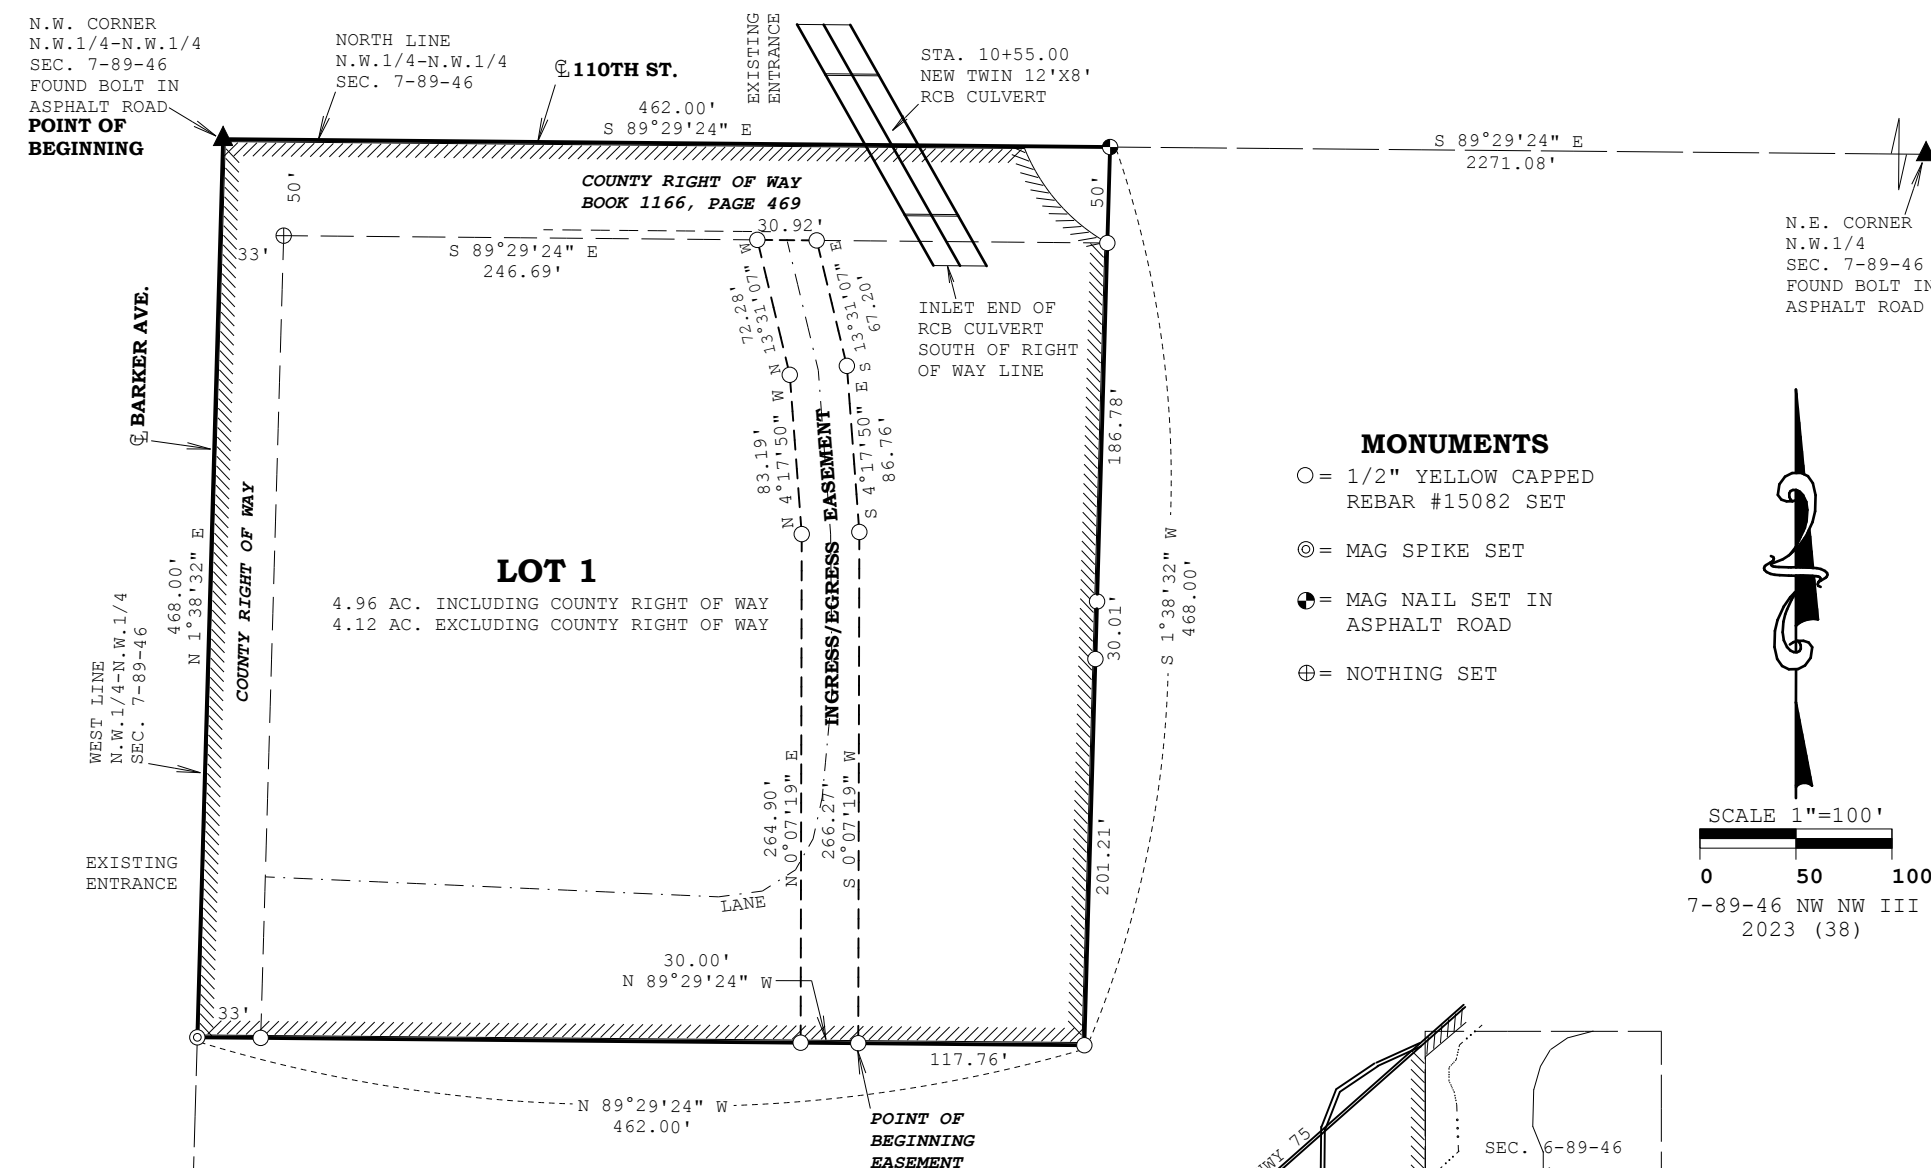 N.W. CORNER
N.W.1/4-N.W.1/4
SEC. 7-89-46
FOUND BOLT IN
ASPHALT ROAD
POINT OF
BEGINNING
NORTH LINE
N.W.1/4-N.W.1/4
SEC. 7-89-46
℄ 110TH ST.
462.00'
S 89°29'24" E
EXISTING
ENTRANCE
STA. 10+55.00
NEW TWIN 12'X8'
RCB CULVERT
S 89°29'24" E
2271.08'
N.E. CORNER
N.W.1/4
SEC. 7-89-46
FOUND BOLT IN
ASPHALT ROAD
COUNTY RIGHT OF WAY
BOOK 1166, PAGE 469
50'
50'
33'
S 89°29'24" E
246.69'
30.92'
72.28'
N 13°31'07" W
S 13°31'07" E
67.20'
INLET END OF
RCB CULVERT
SOUTH OF RIGHT
OF WAY LINE
℄ BARKER AVE.
83.19'
N 4°17'50" W
S 4°17'50" E
86.76'
INGRESS/EGRESS EASEMENT
186.78'
30.01'
201.21'
S 1°38'32" W
468.00'
COUNTY RIGHT OF WAY
468.00'
N 1°38'32" E
WEST LINE
N.W.1/4-N.W.1/4
SEC. 7-89-46
LOT 1
4.96 AC. INCLUDING COUNTY RIGHT OF WAY
4.12 AC. EXCLUDING COUNTY RIGHT OF WAY
264.90'
N 0°07'19" E
266.27'
S 0°07'19" W
EXISTING
ENTRANCE
LANE
30.00'
N 89°29'24" W
33'
117.76'
N 89°29'24" W
462.00'
POINT OF
BEGINNING
EASEMENT
MONUMENTS
= 1/2" YELLOW CAPPED
REBAR #15082 SET
= MAG SPIKE SET
= MAG NAIL SET IN
ASPHALT ROAD
= NOTHING SET
SCALE 1"=100'
0 50 100
7-89-46 NW NW III
2023 (38)
HWY 75
SEC. 6-89-46